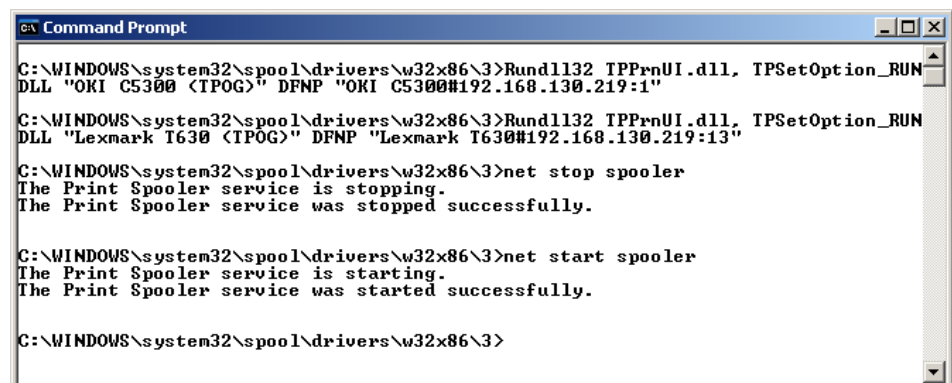 Command Prompt
C:\WINDOWS\system32\spool\drivers\w32x86\3>Rundll32 TPPrnUI.dll, TPSetOption_RUN
DLL "OKI C5300 (TPOG)" DFNP "OKI C5300#192.168.130.219:1"
C:\WINDOWS\system32\spool\drivers\w32x86\3>Rundll32 TPPrnUI.dll, TPSetOption_RUN
DLL "Lexmark T630 (TPOG)" DFNP "Lexmark T630#192.168.130.219:13"
C:\WINDOWS\system32\spool\drivers\w32x86\3>net stop spooler
The Print Spooler service is stopping.
The Print Spooler service was stopped successfully.
C:\WINDOWS\system32\spool\drivers\w32x86\3>net start spooler
The Print Spooler service is starting.
The Print Spooler service was started successfully.
C:\WINDOWS\system32\spool\drivers\w32x86\3>